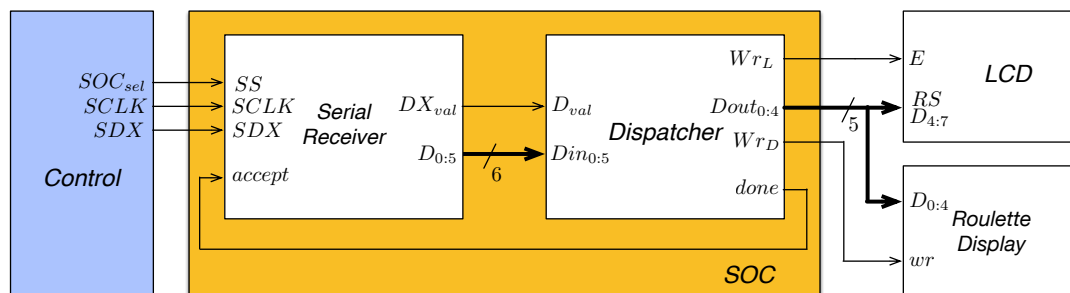 Control
SOC_sel
SCLK
SDX
SS
SCLK
SDX
accept
Serial
Receiver
DX_val
D_0:5
6
D_val
Din_0:5
Dispatcher
Wr_L
Dout_0:4
Wr_D
done
SOC
5
E
RS
D_4:7
LCD
D_0:4
wr
Roulette
Display